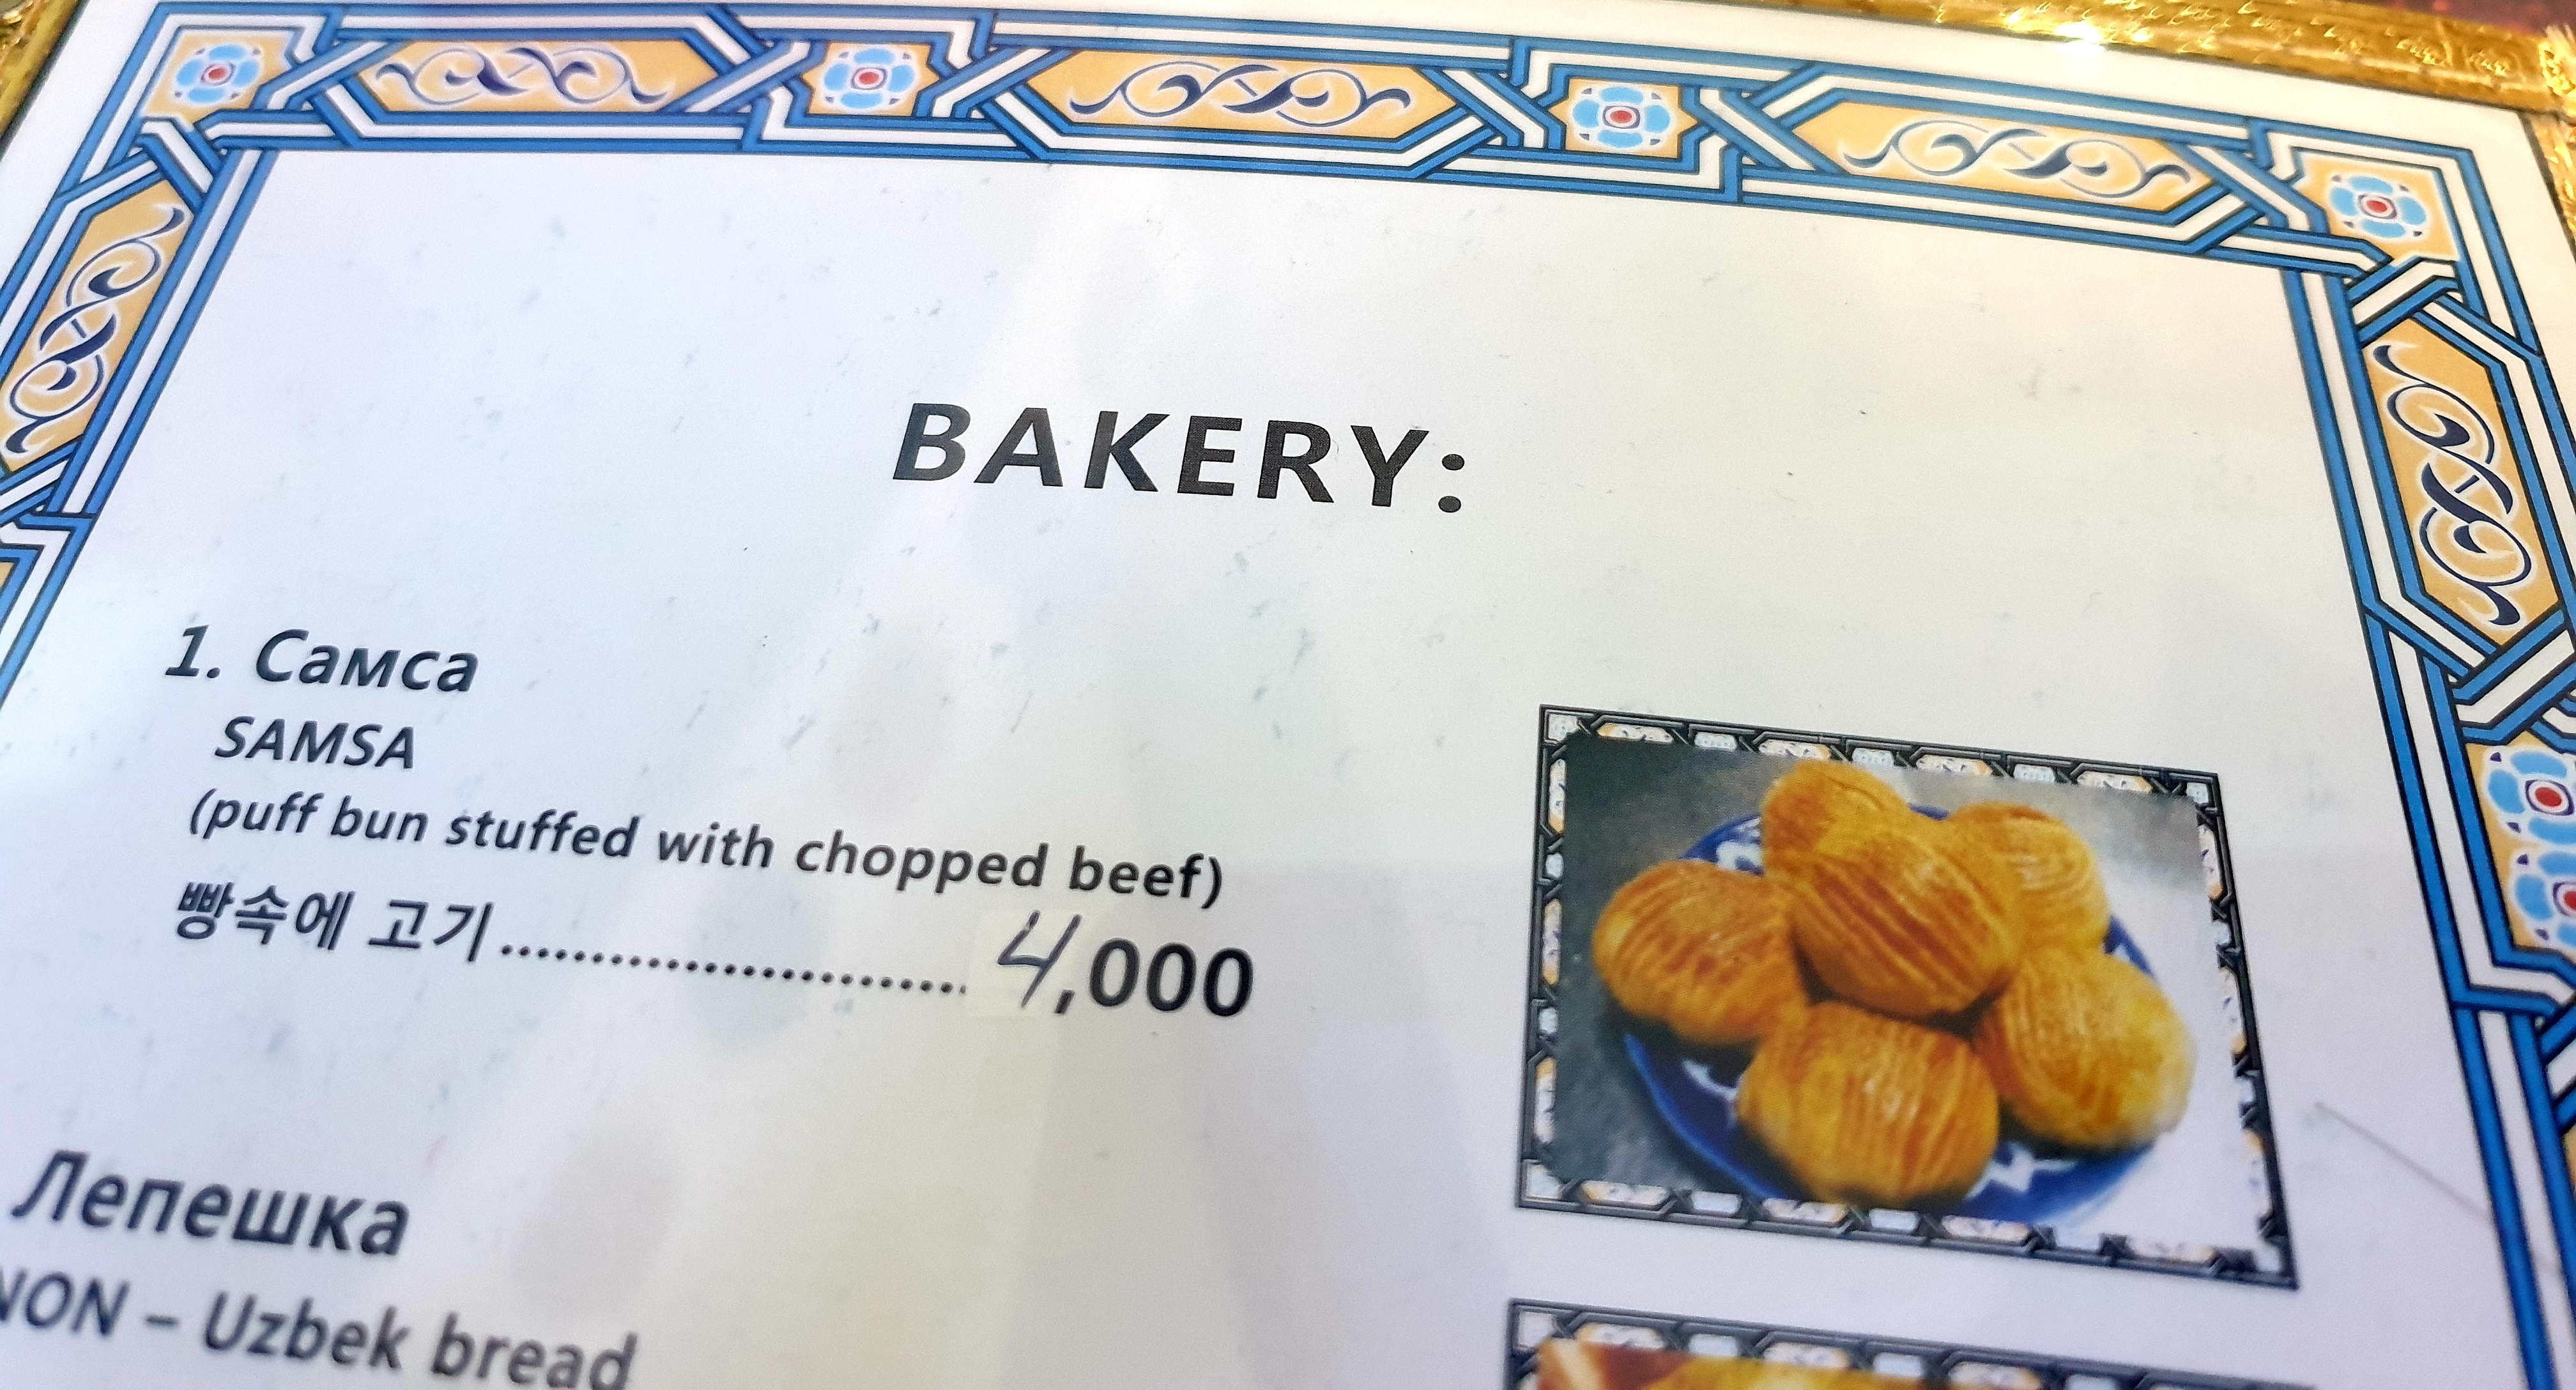 BAKERY:
1. Самса
SAMSA
(puff bun stuffed with chopped beef)
빵속에 고기..............................4,000
Лепешка
NON – Uzbek bread